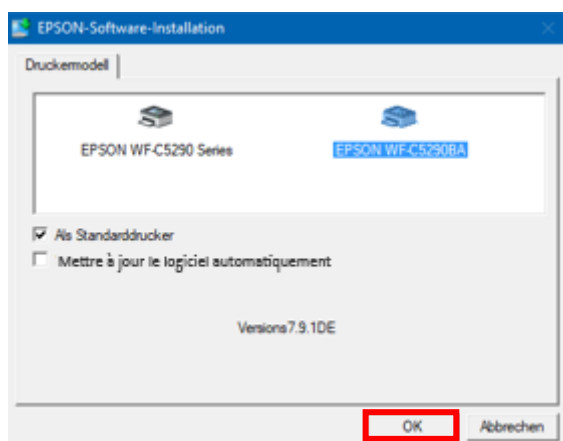 EPSON-Software-Installation
Druckermodell
EPSON WF-C5290 Series
EPSON WF-C5290BA
Als Standarddrucker
Mettre à jour le logiciel automatiquement
Versions7.9.1DE
OK
Abbrechen